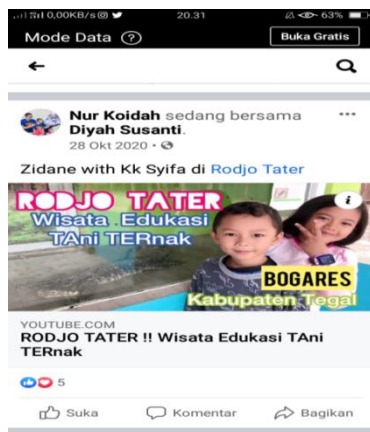 0,00KB/s
20.31
63%
Mode Data
Buka Gratis
Nur Koidah sedang bersama
Diyah Susanti.
28 Okt 2020
Zidane with Kk Syifa di Rodjo Tater
RODJO TATER
Wisata Edukasi
TAni TERnak
BOGARES
Kabupaten Tegal
YOUTUBE.COM
RODJO TATER !! Wisata Edukasi TAni
TERnak
5
Suka
Komentar
Bagikan